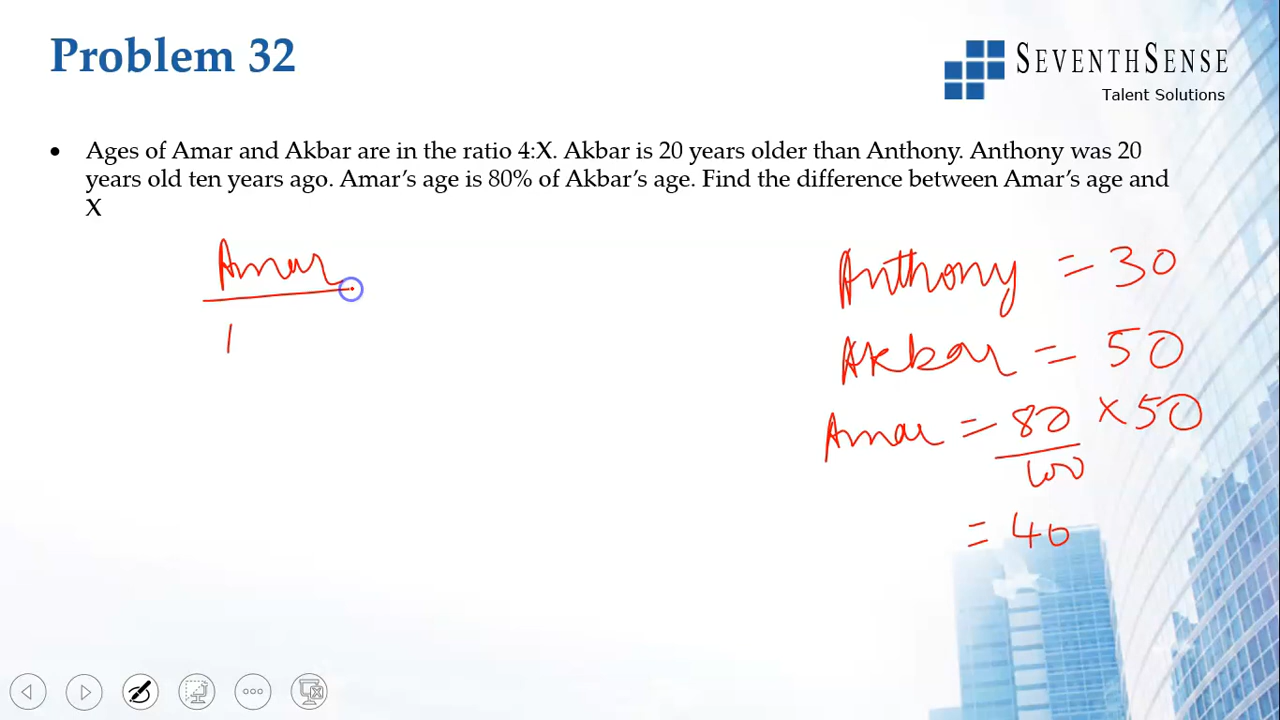 Problem 32
SEVENTHSENSE
Talent Solutions
• Ages of Amar and Akbar are in the ratio 4:X. Akbar is 20 years older than Anthony. Anthony was 20
years old ten years ago. Amar’s age is 80% of Akbar’s age. Find the difference between Amar’s age and
X
Amar
Anthony = 30
Akbar = 50
Amar = 80/100 × 50
= 40